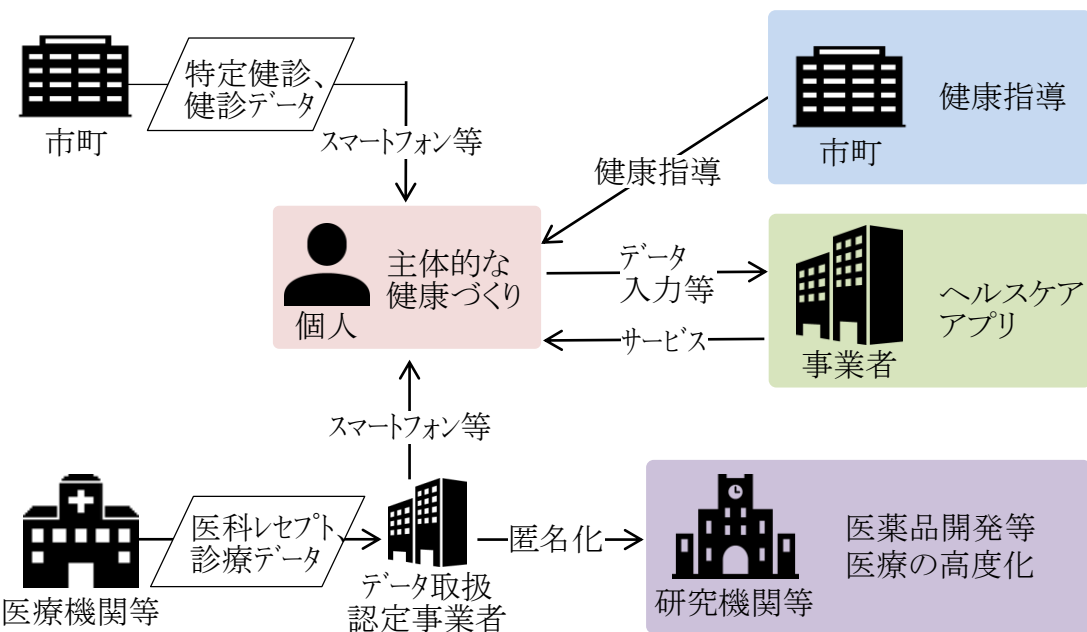 特定健診、
健診データ
市町
スマートフォン等
市町
健康指導
健康指導
個人
主体的な
健康づくり
データ
入力等
サービス
事業者
ヘルスケア
アプリ
スマートフォン等
医療機関等
医科レセプト、
診療データ
データ取扱
認定事業者
匿名化
研究機関等
医薬品開発等
医療の高度化